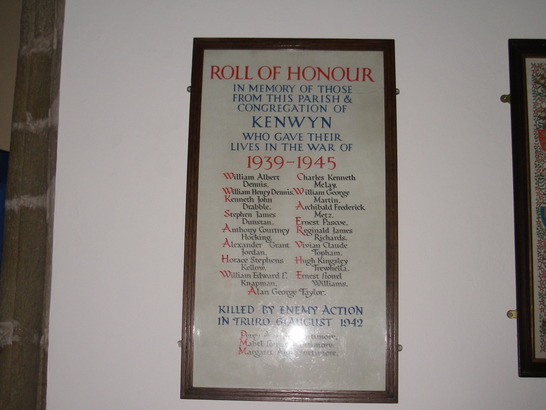 ROLL OF HONOUR
IN MEMORY OF THOSE
FROM THIS PARISH &
CONGREGATION OF
KENWYN
WHO GAVE THEIR
LIVES IN THE WAR OF
1939-1945
William Albert
Dennis.
William Henry Dennis.
Kenneth John
Drabble.
Stephen James
Dunstan.
Anthony Courtney
Hocking.
Alexander Grant
Jordan.
Horace Stephens
Kellow
William Edward C.
Knapman.
Charles Kenneth
McLay.
William George
Martin.
Archibald Frederick
Metz.
Ernest Pascoe.
Reginald James
Richards.
Vivian Claude
Topham.
Hugh Kingsley
Trewhella.
Ernest Lionel
Williams.
Alan George Taylor.
KILLED BY ENEMY ACTION
IN TRURO 6 AUGUST 1942
Mabel